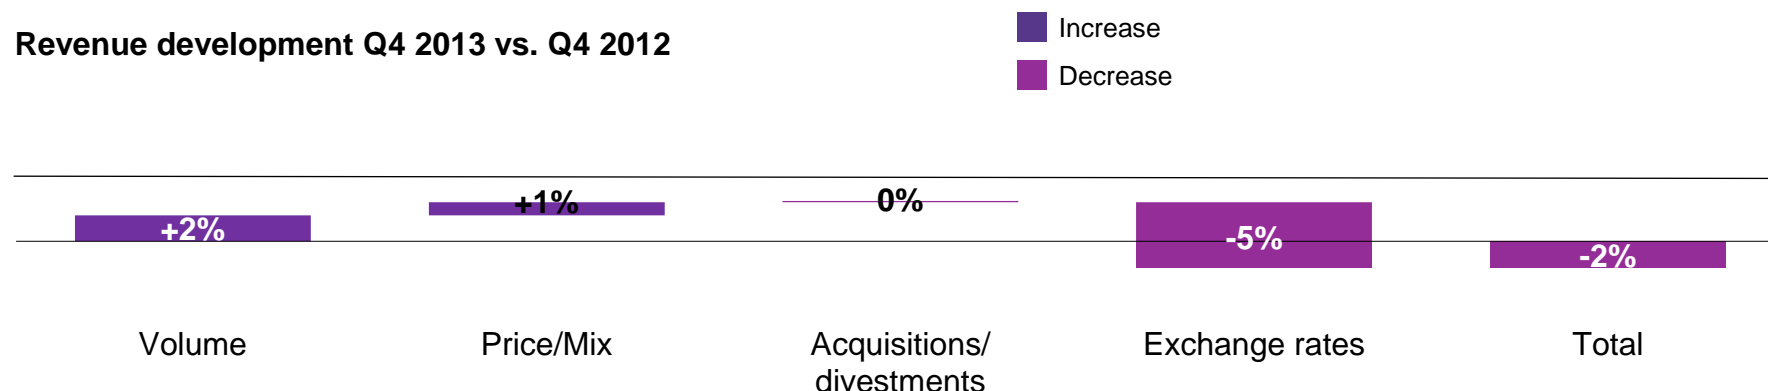 Revenue development Q4 2013 vs. Q4 2012
Increase
Decrease
+2%
+1%
0%
-5%
-2%
Volume
Price/Mix
Acquisitions/
divestments
Exchange rates
Total